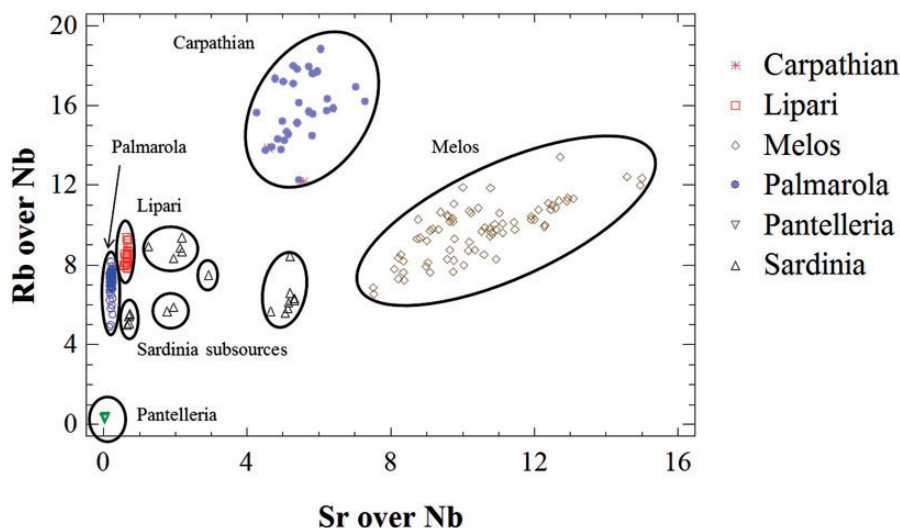 20
16
12
8
4
0
Rb over Nb
Carpathian
Palmarola
Lipari
Melos
Sardinia subsources
Pantelleria
0 4 8 12 16
Sr over Nb
Carpathian
Lipari
Melos
Palmarola
Pantelleria
Sardinia